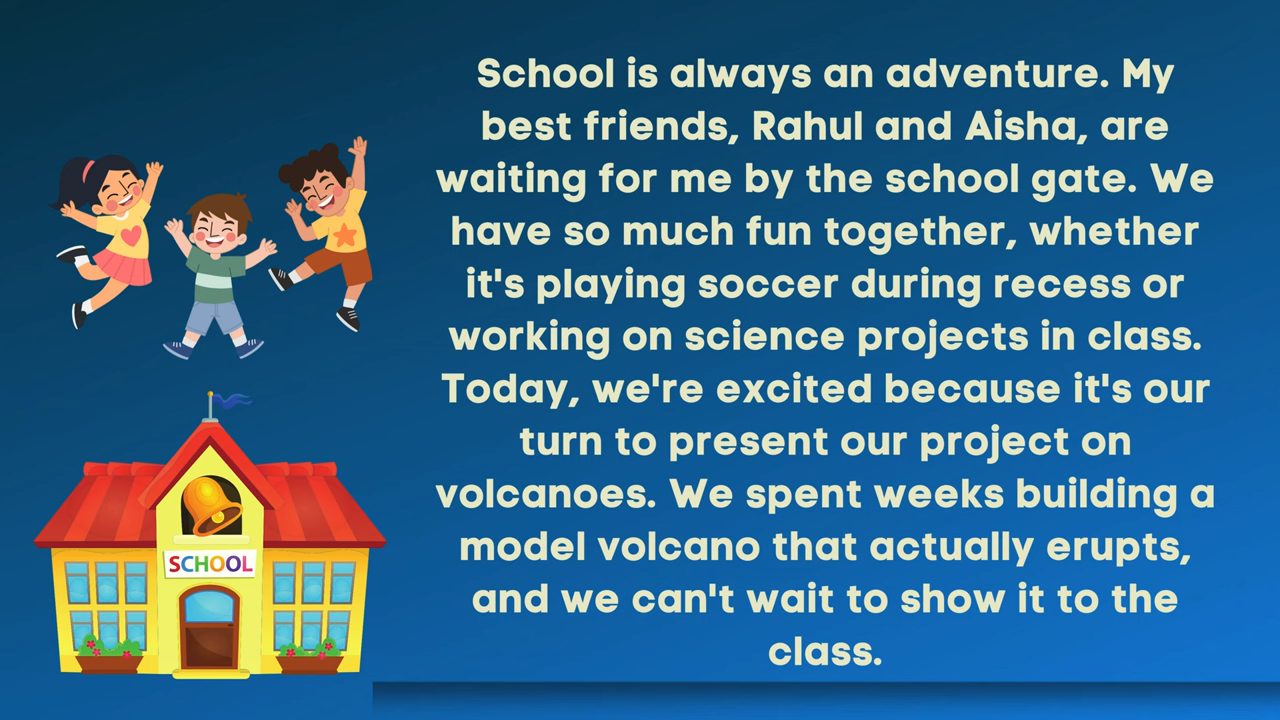 School is always an adventure. My
best friends, Rahul and Aisha, are
waiting for me by the school gate. We
have so much fun together, whether
it's playing soccer during recess or
working on science projects in class.
Today, we're excited because it's our
turn to present our project on
volcanoes. We spent weeks building a
model volcano that actually erupts,
and we can't wait to show it to the
class.
SCHOOL